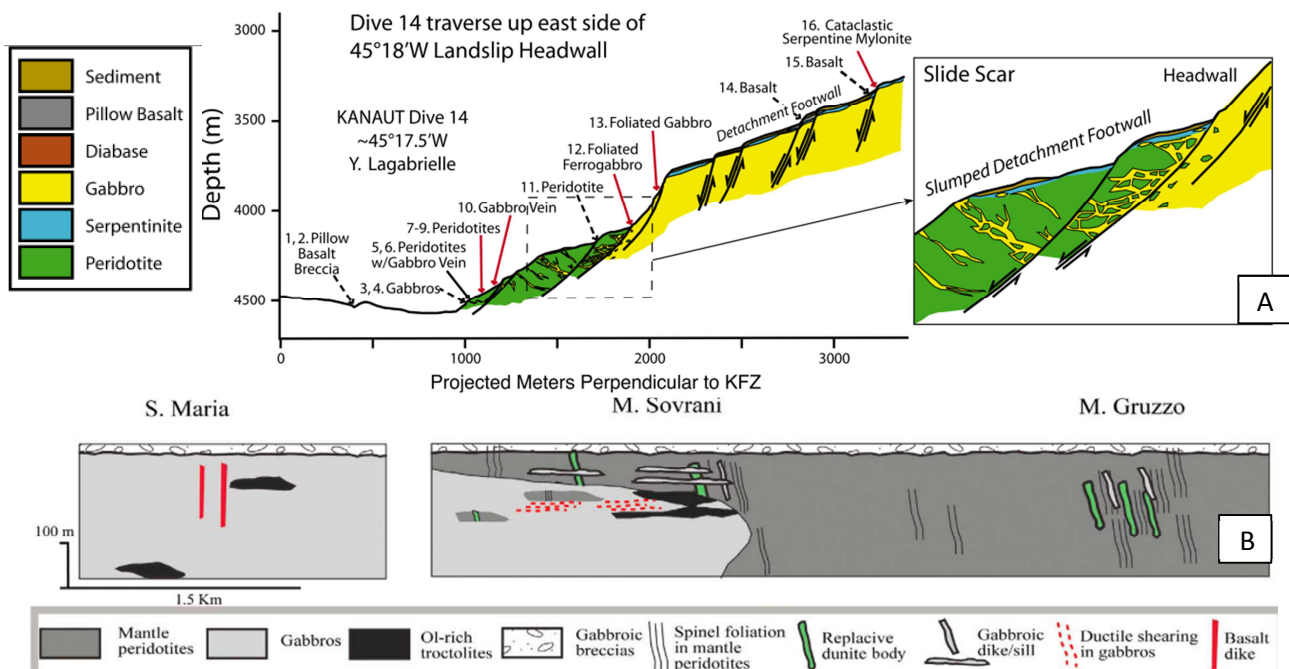 Dive 14 traverse up east side of
45°18'W Landslip Headwall
KANAUT Dive 14
~45°17.5'W
Y. Lagabrielle
Sediment
Pillow Basalt
Diabase
Gabbro
Serpentinite
Peridotite
Depth (m)
3000
3500
4000
4500
1,2. Pillow
Basalt
Breccia
3, 4. Gabbros
5, 6. Peridotites
w/Gabbro Vein
7-9. Peridotites
10. Gabbro Vein
11. Peridotite
12. Foliated
Ferrogabbro
13. Foliated Gabbro
Detachment Footwall
14. Basalt
15. Basalt
16. Cataclastic
Serpentine Mylonite
0
1000
2000
3000
Projected Meters Perpendicular to KFZ
Slide Scar
Headwall
Slumped Detachment Footwall
A
S. Maria
M. Sovrani
M. Gruzzo
100 m
1.5 Km
B
Mantle
peridotites
Gabbros
Ol-rich
troctolites
Gabbroic
breccias
Spinel foliation
in mantle
peridotites
Replacive
dunite body
Gabbroic
dike/sill
Ductile shearing
in gabbros
Basalt
dike